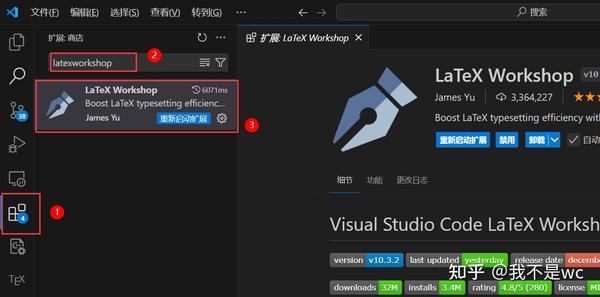 文件(F) 编辑(E) 选择(S) 查看(V) 转到(G) ··· 搜索
扩展: 商店
扩展: LaTeX Workshop
latexworkshop
2
LaTeX Workshop 6071ms
Boost LaTeX typesetting efficienc...
James Yu 重新启动扩展
3
1
38
4
TEX
LaTeX Workshop v10
James Yu 3,364,227
Boost LaTeX typesetting efficiency with
重新启动扩展 禁用 卸载 自动
细节 功能 更改日志
Visual Studio Code LaTeX Worksh
version v10.3.2 last updated yesterday release date decembe
downloads 32M installs 3.4M rating 4.8/5 (280) license MI
知乎 @我不是wc